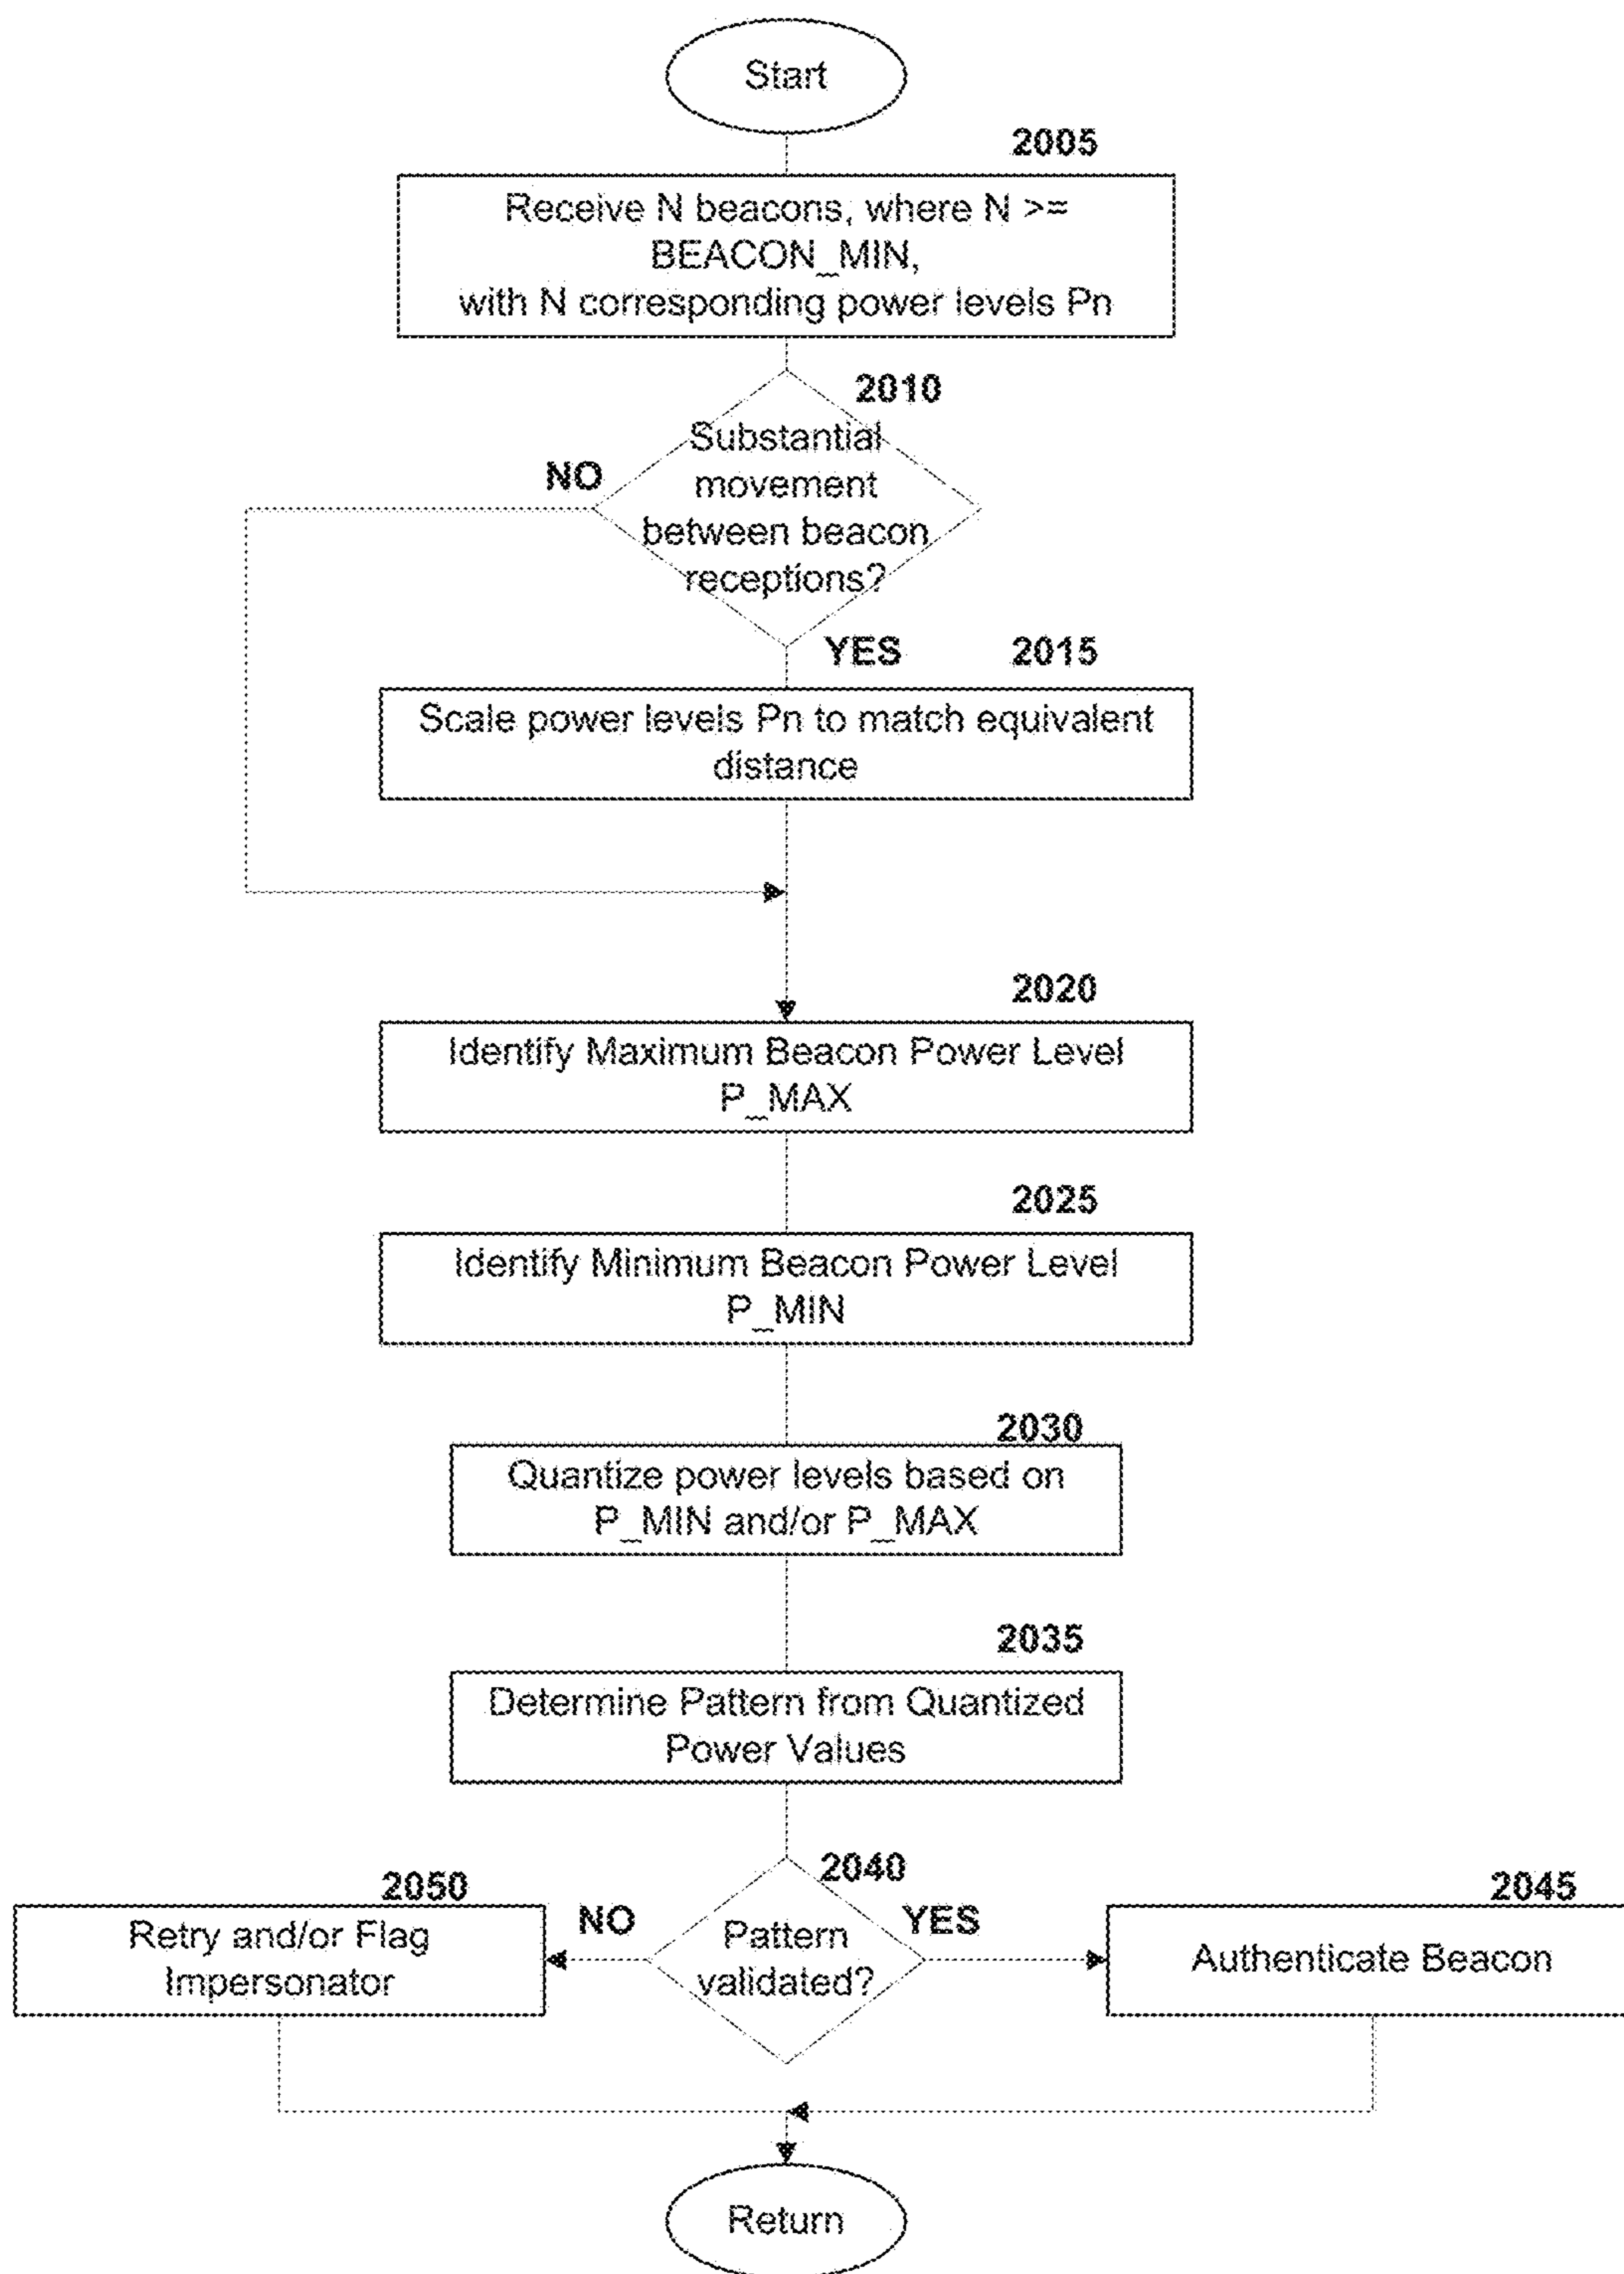 Start
2005
Receive N beacons, where N >=
BEACON_MIN,
with N corresponding power levels Pn
2010
Substantial
movement
between beacon
receptions?
NO
YES
2015
Scale power levels Pn to match equivalent
distance
2020
Identify Maximum Beacon Power Level
P_MAX
2025
Identify Minimum Beacon Power Level
P_MIN
2030
Quantize power levels based on
P_MIN and/or P_MAX
2035
Determine Pattern from Quantized
Power Values
2040
Pattern
validated?
NO
YES
2050
Retry and/or Flag
Impersonator
2045
Authenticate Beacon
Return